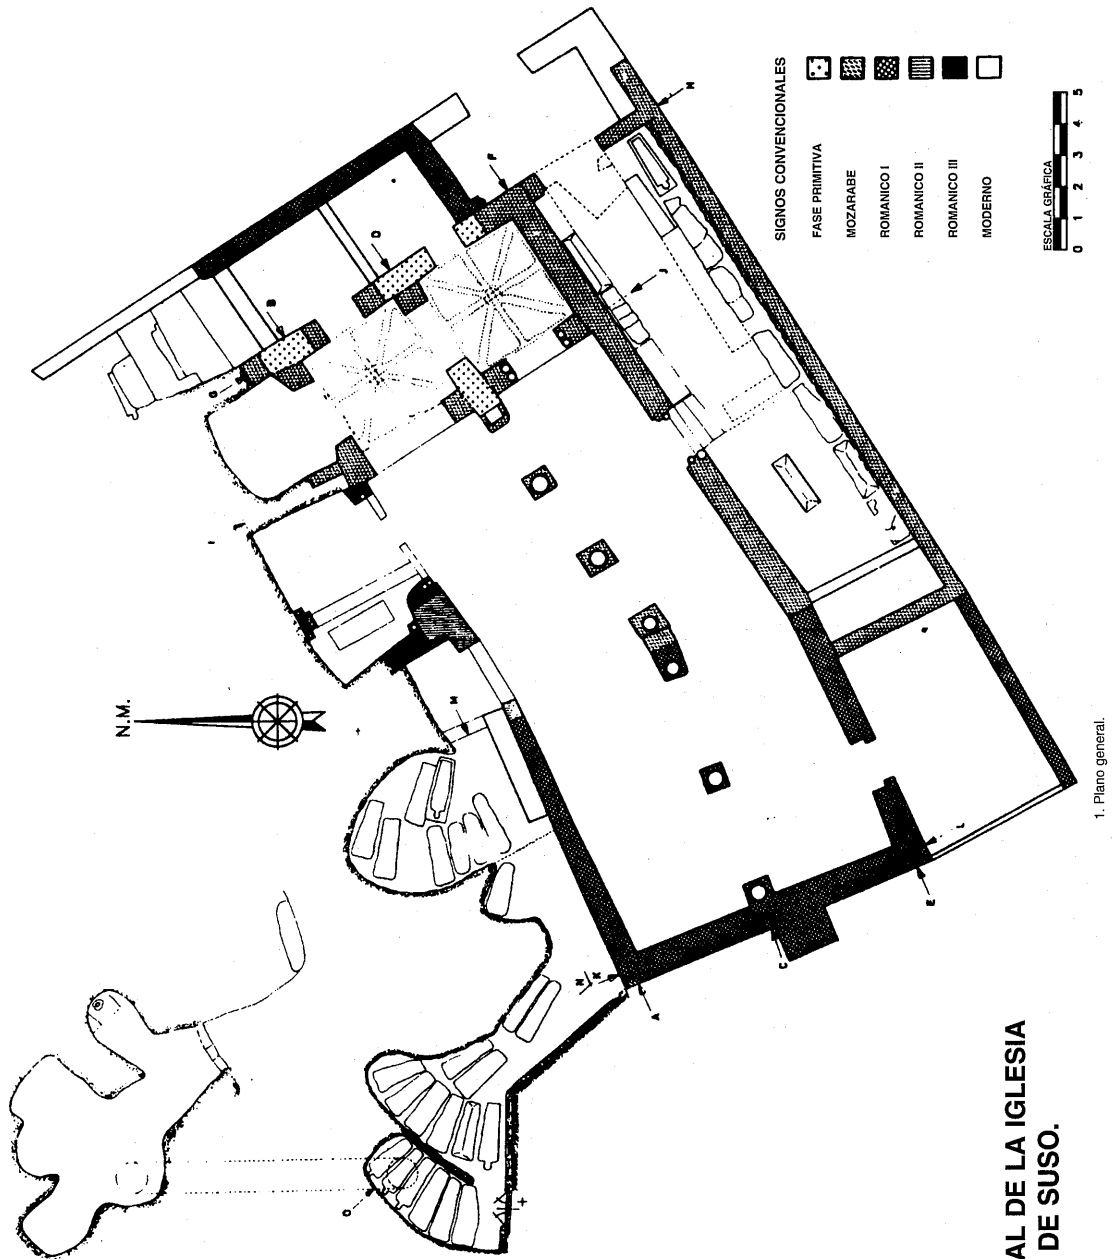 SIGNOS CONVENCIONALES
FASE PRIMITIVA
MOZARABE
ROMANICO I
ROMANICO II
ROMANICO III
MODERNO
ESCALA GRÁFICA
0 1 2 3 4 5
N.M.
H
F
D
B
G
J
M
N
K
A
C
E
L
O
AL DE LA IGLESIA
DE SUSO.
1. Plano general.